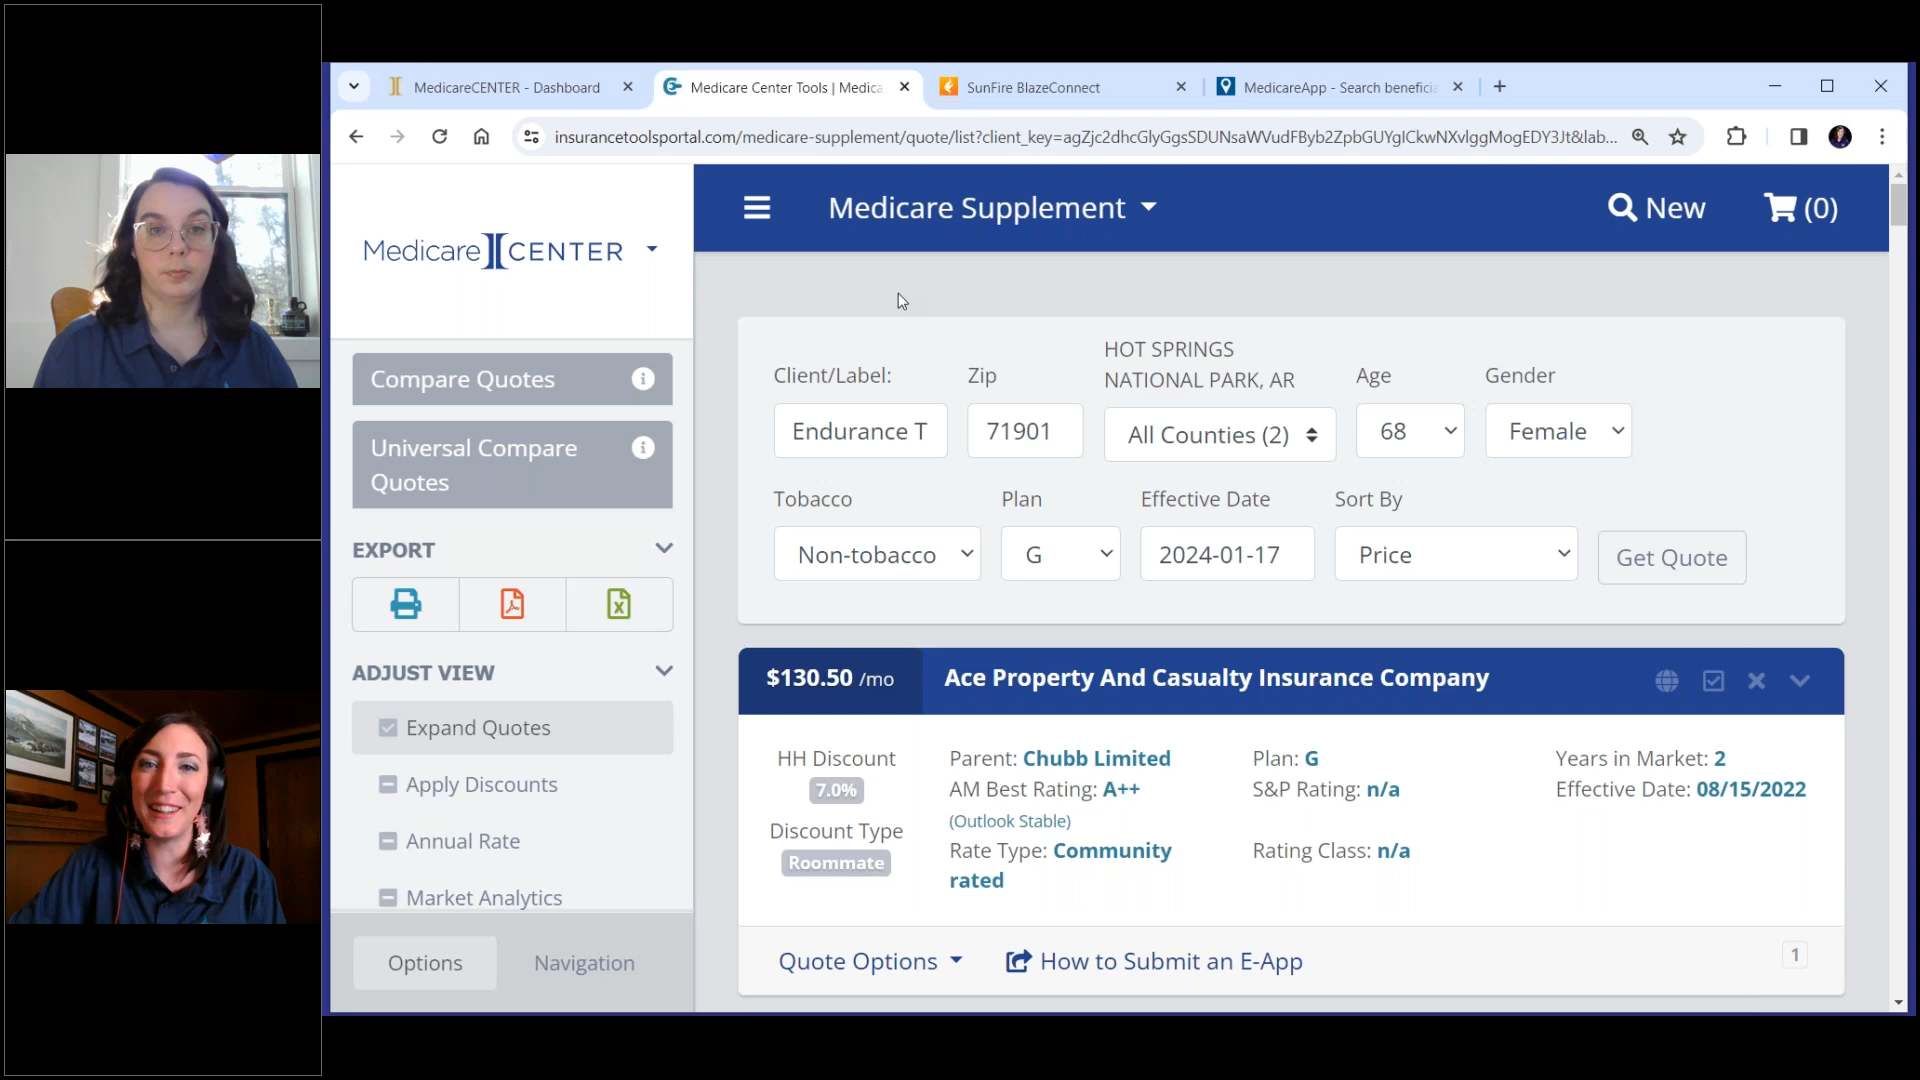 MedicareCENTER - Dashboard
Medicare Center Tools | Medica
SunFire BlazeConnect
MedicareApp - Search benefici
insurancetoolsportal.com/medicare-supplement/quote/list?client_key=agZjc2dhcGlyGgsSDUNsaWVudFByb2ZpbGUYgICkwNXvlggMogEDY3Jt&lab...
Medicare CENTER
Medicare Supplement
New
(0)
Compare Quotes
Universal Compare
Quotes
EXPORT
ADJUST VIEW
Expand Quotes
Apply Discounts
Annual Rate
Market Analytics
Options
Navigation
Client/Label:
Zip
HOT SPRINGS
NATIONAL PARK, AR
Age
Gender
Endurance T
71901
All Counties (2)
68
Female
Tobacco
Plan
Effective Date
Sort By
Non-tobacco
G
2024-01-17
Price
Get Quote
$130.50 /mo
Ace Property And Casualty Insurance Company
HH Discount
7.0%
Discount Type
Roommate
Parent: Chubb Limited
AM Best Rating: A++
(Outlook Stable)
Rate Type: Community
rated
Plan: G
S&P Rating: n/a
Rating Class: n/a
Years in Market: 2
Effective Date: 08/15/2022
Quote Options
How to Submit an E-App
1